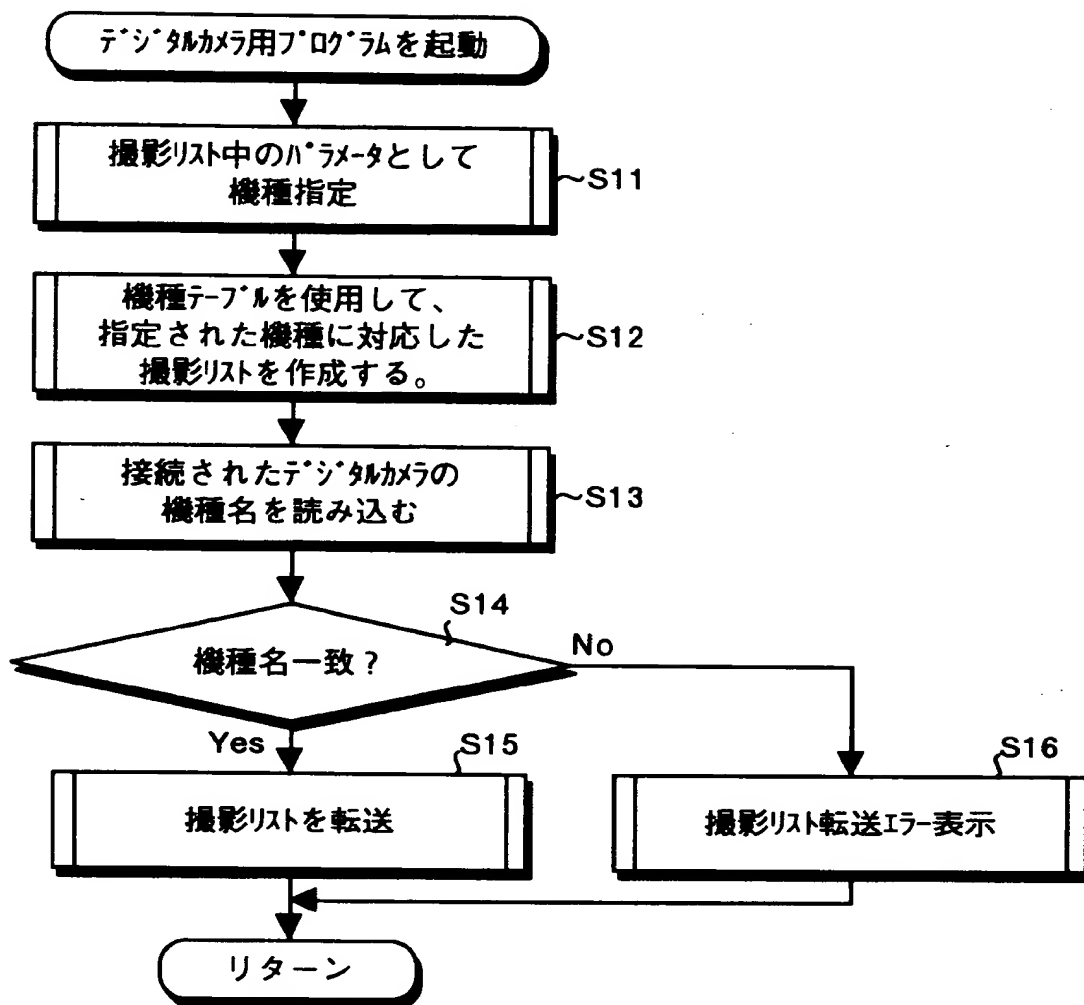 ﾃﾞｼﾞﾀﾙｶﾒﾗ用ﾌﾟﾛｸﾞﾗﾑを起動
撮影ﾘｽﾄ中のﾊﾟﾗﾒｰﾀとして
機種指定
~S11
機種ﾃｰﾌﾞﾙを使用して、
指定された機種に対応した
撮影ﾘｽﾄを作成する。
~S12
接続されたﾃﾞｼﾞﾀﾙｶﾒﾗの
機種名を読み込む
~S13
S14
機種名一致?
No
Yes
S15
S16
撮影ﾘｽﾄを転送
撮影ﾘｽﾄ転送ｴﾗｰ表示
リターン